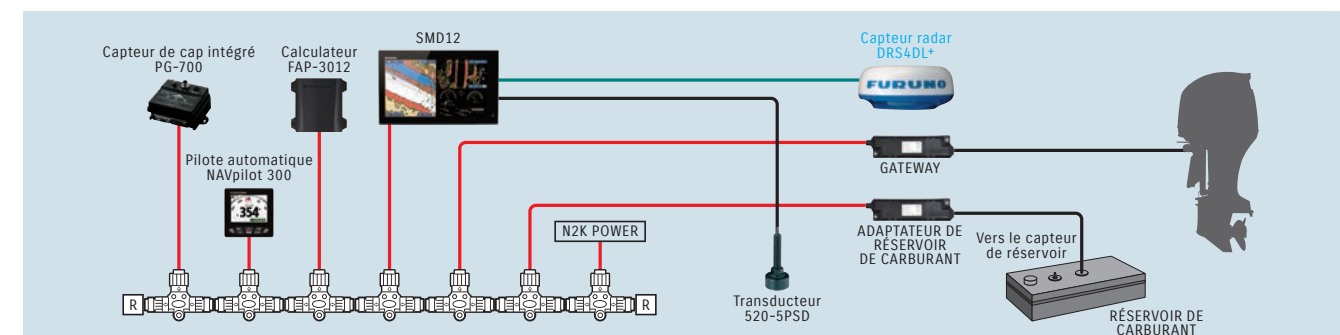 Capteur de cap intégré
PG-700
Calculateur
FAP-3012
SMD12
Capteur radar
DRS4DL+
FURUNO
Pilote automatique
NAVpilot 300
354
GATEWAY
N2K POWER
ADAPTATEUR DE
RÉSERVOIR
DE CARBURANT
Vers le capteur
de réservoir
R
R
Transducteur
520-5PSD
RÉSERVOIR DE
CARBURANT